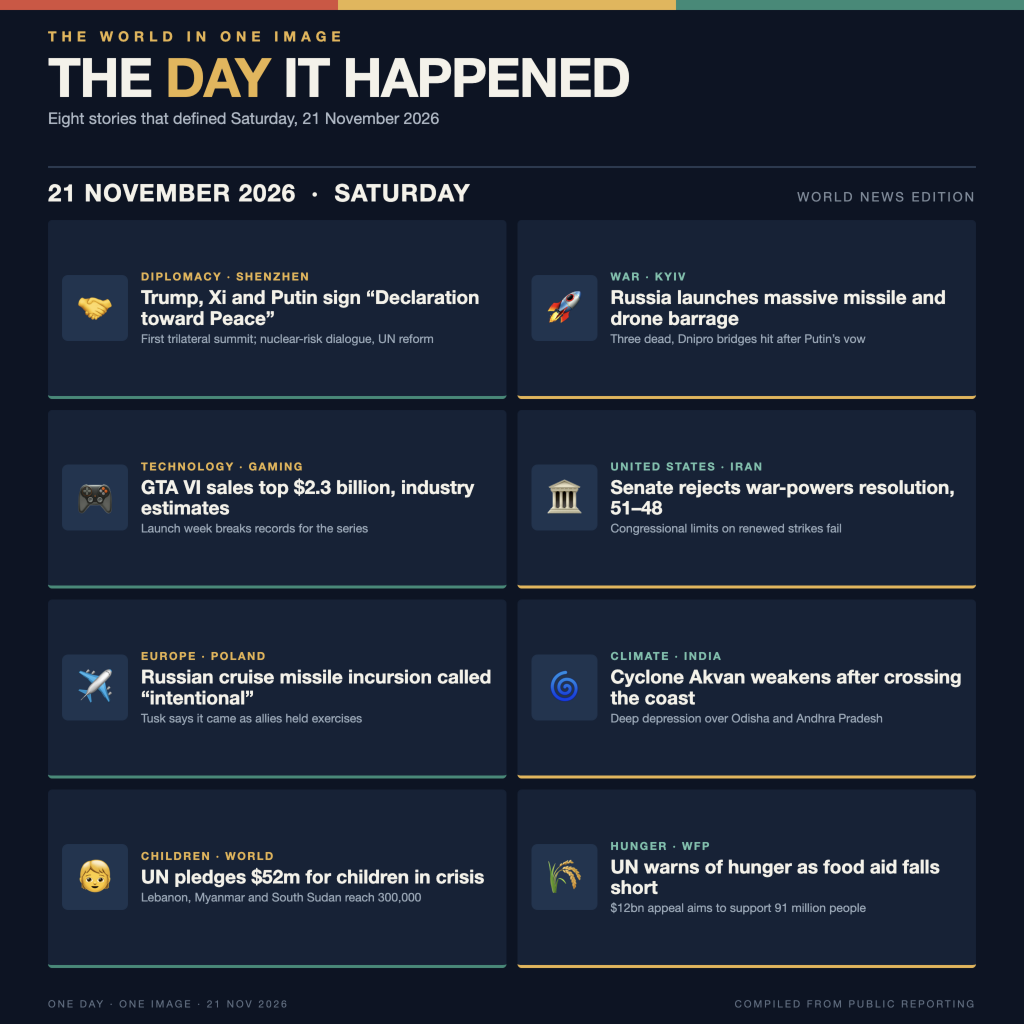 THE WORLD IN ONE IMAGE
THE DAY IT HAPPENED
Eight stories that defined Saturday, 21 November 2026
21 NOVEMBER 2026 · SATURDAY
WORLD NEWS EDITION
DIPLOMACY · SHENZHEN
Trump, Xi and Putin sign “Declaration
toward Peace”
First trilateral summit; nuclear-risk dialogue, UN reform
WAR · KYIV
Russia launches massive missile and
drone barrage
Three dead, Dnipro bridges hit after Putin’s vow
TECHNOLOGY · GAMING
GTA VI sales top $2.3 billion, industry
estimates
Launch week breaks records for the series
UNITED STATES · IRAN
Senate rejects war-powers resolution,
51–48
Congressional limits on renewed strikes fail
EUROPE · POLAND
Russian cruise missile incursion called
“intentional”
Tusk says it came as allies held exercises
CLIMATE · INDIA
Cyclone Akvan weakens after crossing
the coast
Deep depression over Odisha and Andhra Pradesh
CHILDREN · WORLD
UN pledges $52m for children in crisis
Lebanon, Myanmar and South Sudan reach 300,000
HUNGER · WFP
UN warns of hunger as food aid falls
short
$12bn appeal aims to support 91 million people
ONE DAY · ONE IMAGE · 21 NOV 2026
COMPILED FROM PUBLIC REPORTING